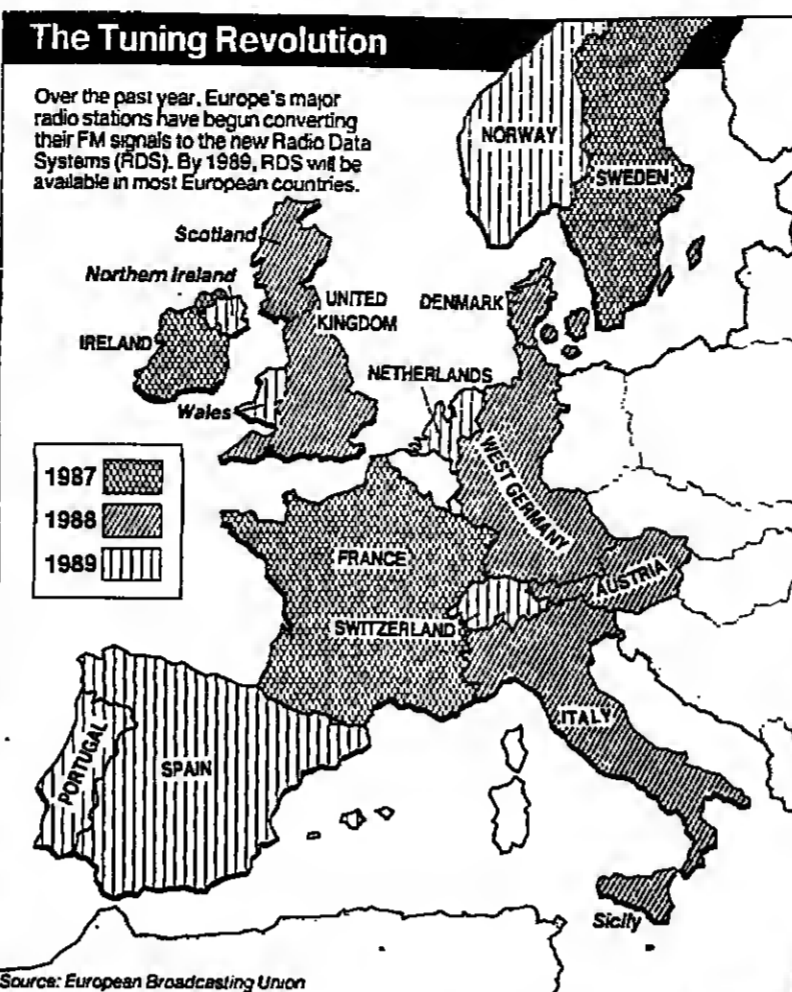 The Tuning Revolution
Over the past year, Europe's major
radio stations have begun converting
their FM signals to the new Radio Data
Systems (RDS). By 1989, RDS will be
available in most European countries.
NORWAY
SWEDEN
Scotland
Northern Ireland
UNITED
KINGDOM
DENMARK
IRELAND
NETHERLANDS
Wales
WEST GERMANY
1987
1988
1989
FRANCE
AUSTRIA
SWITZERLAND
ITALY
PORTUGAL
SPAIN
Sicily
Source: European Broadcasting Union